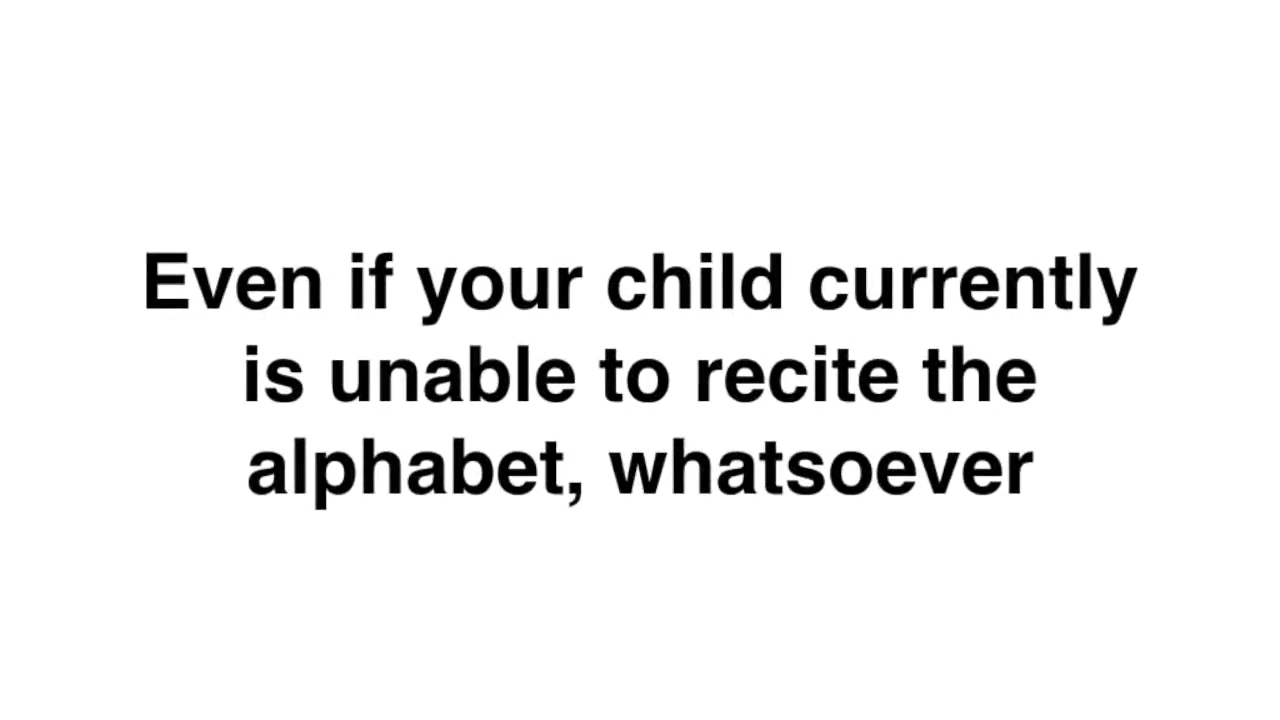 Even if your child currently
is unable to recite the
alphabet, whatsoever